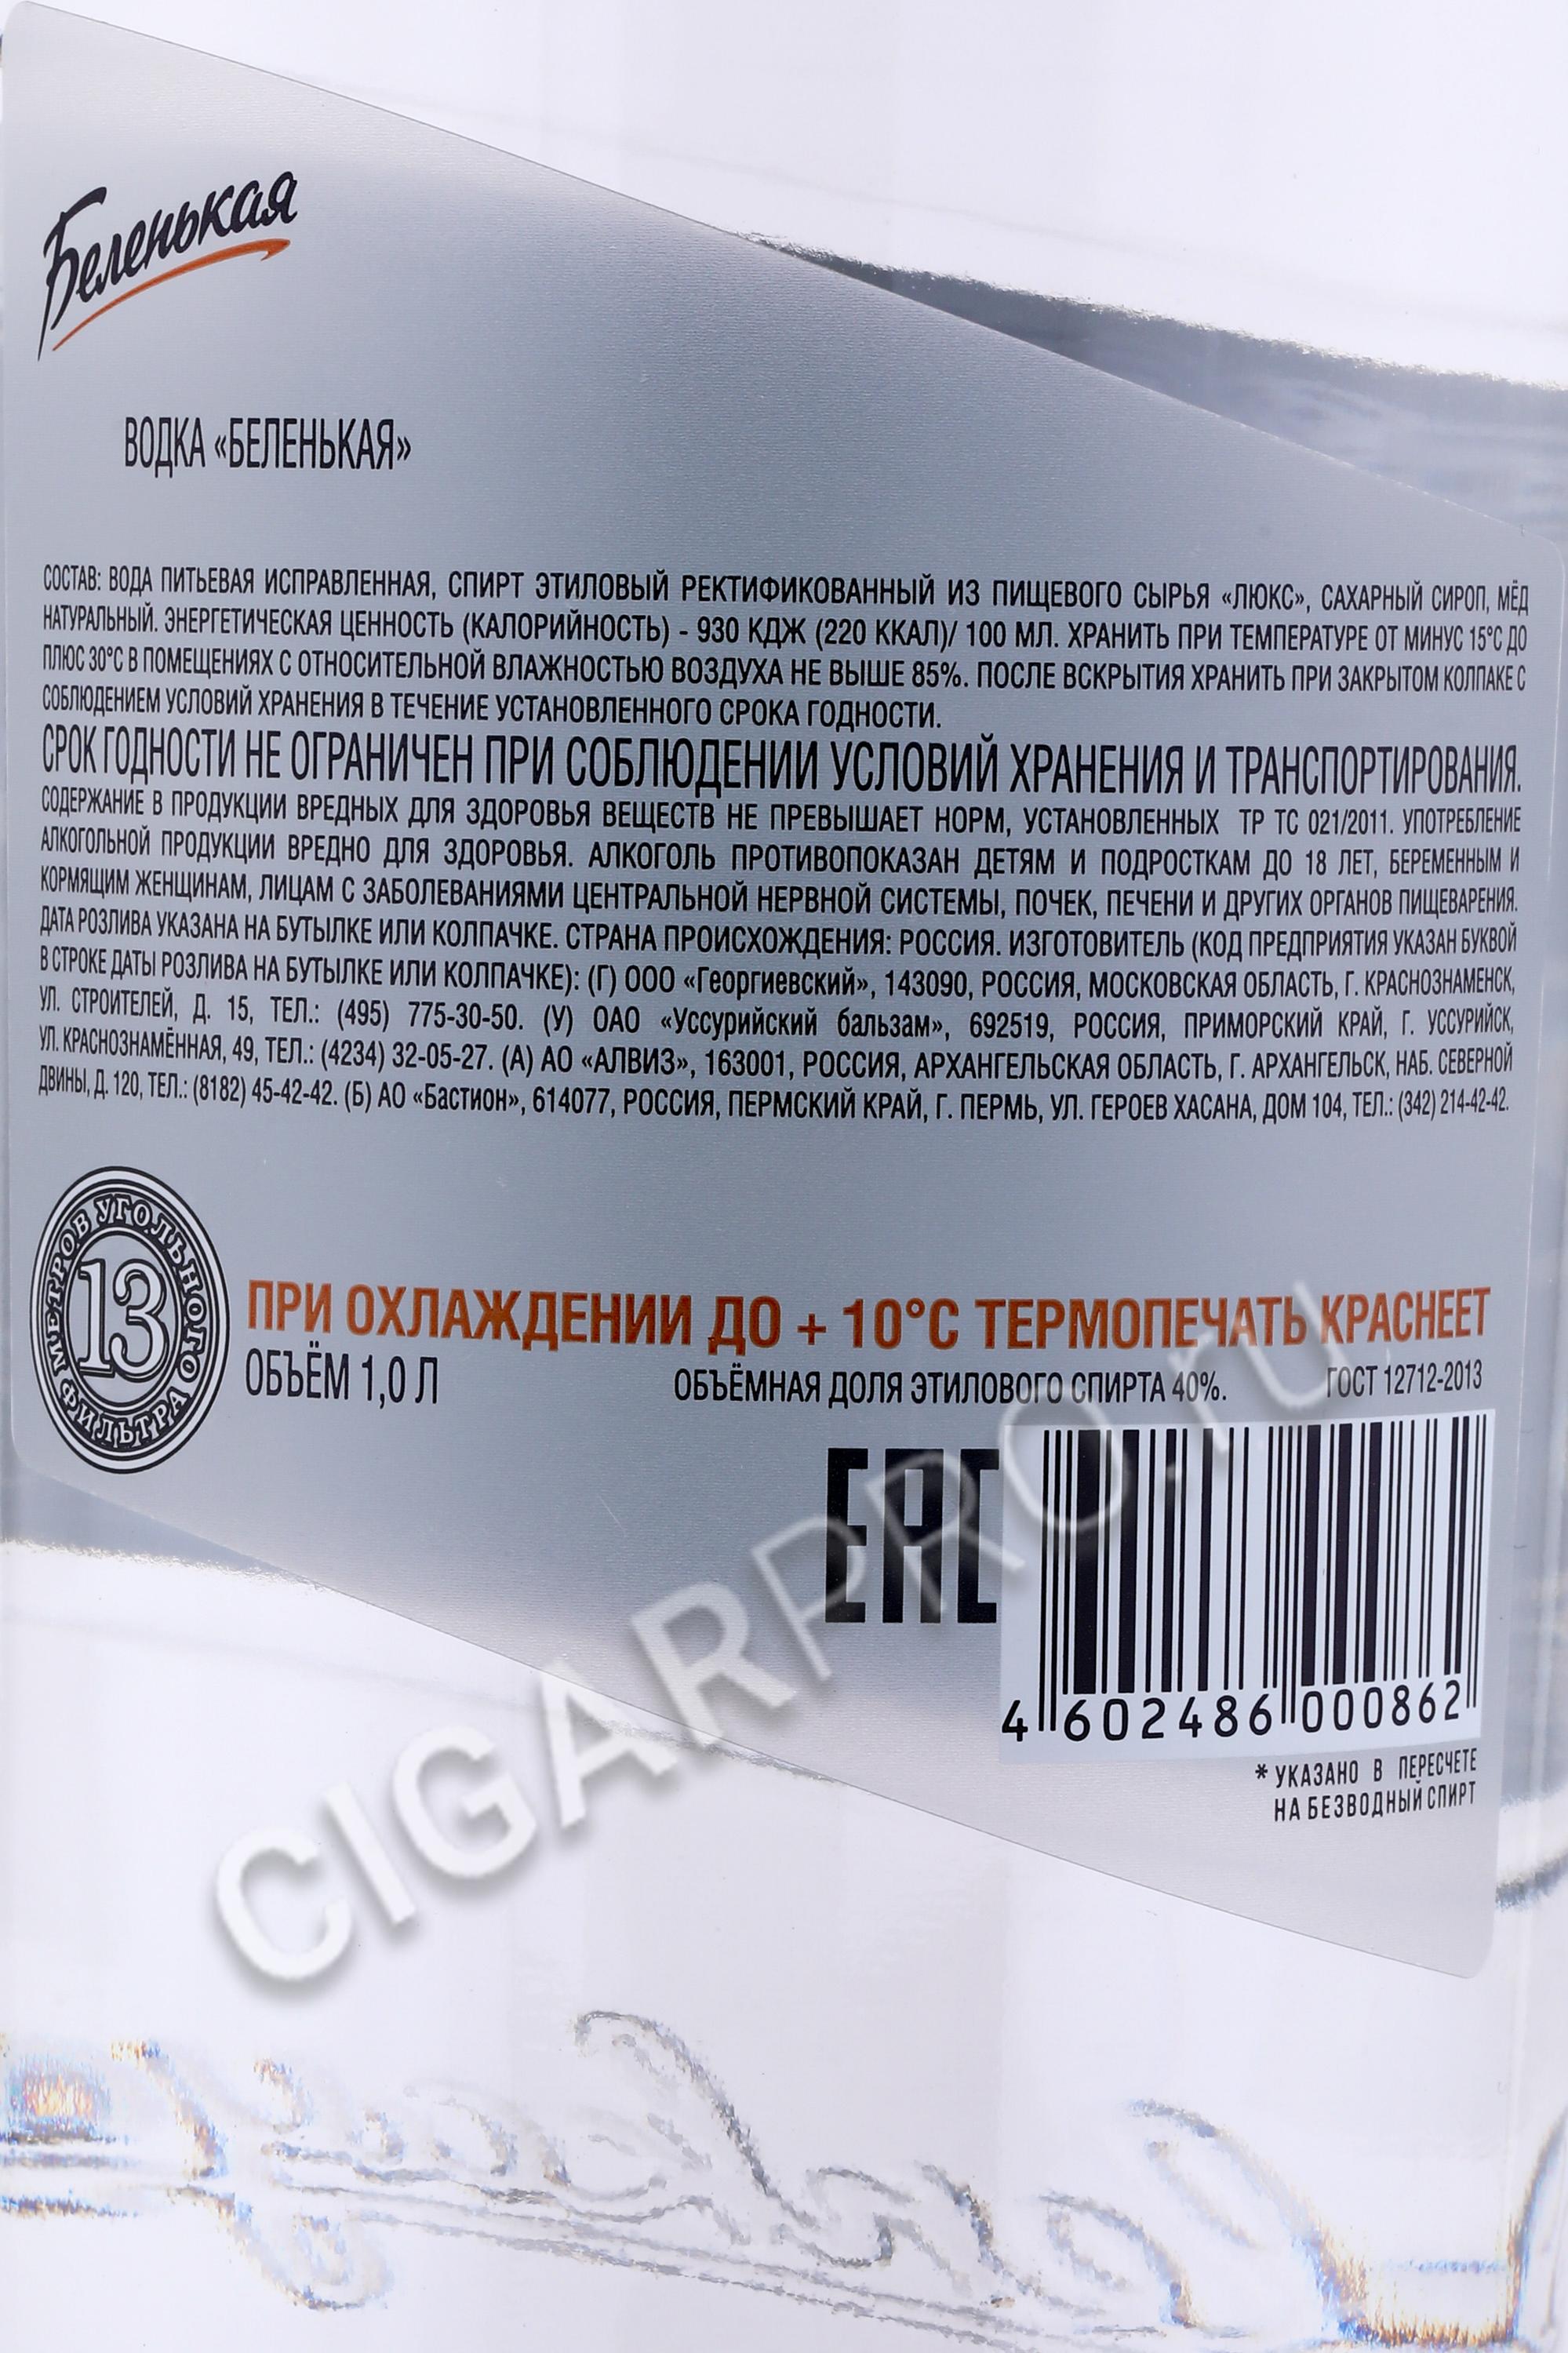 Беленькая
ВОДКА «БЕЛЕНЬКАЯ»
СОСТАВ: ВОДА ПИТЬЕВАЯ ИСПРАВЛЕННАЯ, СПИРТ ЭТИЛОВЫЙ РЕКТИФИКОВАННЫЙ ИЗ ПИЩЕВОГО СЫРЬЯ «ЛЮКС», САХАРНЫЙ СИРОП, МЁД
НАТУРАЛЬНЫЙ. ЭНЕРГЕТИЧЕСКАЯ ЦЕННОСТЬ (КАЛОРИЙНОСТЬ) - 930 КДЖ (220 ККАЛ)/ 100 МЛ. ХРАНИТЬ ПРИ ТЕМПЕРАТУРЕ ОТ МИНУС 15°С ДО
ПЛЮС 30°С В ПОМЕЩЕНИЯХ С ОТНОСИТЕЛЬНОЙ ВЛАЖНОСТЬЮ ВОЗДУХА НЕ ВЫШЕ 85%. ПОСЛЕ ВСКРЫТИЯ ХРАНИТЬ ПРИ ЗАКРЫТОМ КОЛПАКЕ С
СОБЛЮДЕНИЕМ УСЛОВИЙ ХРАНЕНИЯ В ТЕЧЕНИЕ УСТАНОВЛЕННОГО СРОКА ГОДНОСТИ.
СРОК ГОДНОСТИ НЕ ОГРАНИЧЕН ПРИ СОБЛЮДЕНИИ УСЛОВИЙ ХРАНЕНИЯ И ТРАНСПОРТИРОВАНИЯ.
СОДЕРЖАНИЕ В ПРОДУКЦИИ ВРЕДНЫХ ДЛЯ ЗДОРОВЬЯ ВЕЩЕСТВ НЕ ПРЕВЫШАЕТ НОРМ, УСТАНОВЛЕННЫХ ТР ТС 021/2011. УПОТРЕБЛЕНИЕ
АЛКОГОЛЬНОЙ ПРОДУКЦИИ ВРЕДНО ДЛЯ ЗДОРОВЬЯ. АЛКОГОЛЬ ПРОТИВОПОКАЗАН ДЕТЯМ И ПОДРОСТКАМ ДО 18 ЛЕТ, БЕРЕМЕННЫМ И
КОРМЯЩИМ ЖЕНЩИНАМ, ЛИЦАМ С ЗАБОЛЕВАНИЯМИ ЦЕНТРАЛЬНОЙ НЕРВНОЙ СИСТЕМЫ, ПОЧЕК, ПЕЧЕНИ И ДРУГИХ ОРГАНОВ ПИЩЕВАРЕНИЯ.
ДАТА РОЗЛИВА УКАЗАНА НА БУТЫЛКЕ ИЛИ КОЛПАЧКЕ. СТРАНА ПРОИСХОЖДЕНИЯ: РОССИЯ. ИЗГОТОВИТЕЛЬ (КОД ПРЕДПРИЯТИЯ УКАЗАН БУКВОЙ
В СТРОКЕ ДАТЫ РОЗЛИВА НА БУТЫЛКЕ ИЛИ КОЛПАЧКЕ): (Г) ООО «Георгиевский», 143090, РОССИЯ, МОСКОВСКАЯ ОБЛАСТЬ, Г. КРАСНОЗНАМЕНСК,
УЛ. СТРОИТЕЛЕЙ, Д. 15, ТЕЛ.: (495) 775-30-50. (У) ОАО «Уссурийский бальзам», 692519, РОССИЯ, ПРИМОРСКИЙ КРАЙ, Г. УССУРИЙСК,
УЛ. КРАСНОЗНАМЁННАЯ, 49, ТЕЛ.: (4234) 32-05-27. (А) АО «АЛВИЗ», 163001, РОССИЯ, АРХАНГЕЛЬСКАЯ ОБЛАСТЬ, Г. АРХАНГЕЛЬСК, НАБ. СЕВЕРНОЙ
ДВИНЫ, Д. 120, ТЕЛ.: (8182) 45-42-42. (Б) АО «Бастион», 614077, РОССИЯ, ПЕРМСКИЙ КРАЙ, Г. ПЕРМЬ, УЛ. ГЕРОЕВ ХАСАНА, ДОМ 104, ТЕЛ.: (342) 214-42-42.
13
МЕТРОВ УГОЛЬНОГО ФИЛЬТРА
ПРИ ОХЛАЖДЕНИИ ДО + 10°С ТЕРМОПЕЧАТЬ КРАСНЕЕТ
ОБЪЁМ 1,0 Л ОБЪЁМНАЯ ДОЛЯ ЭТИЛОВОГО СПИРТА 40%. ГОСТ 12712-2013
ЕАС
4 602486 000862
* УКАЗАНО В ПЕРЕСЧЕТЕ
НА БЕЗВОДНЫЙ СПИРТ
CIGARPRO.ru